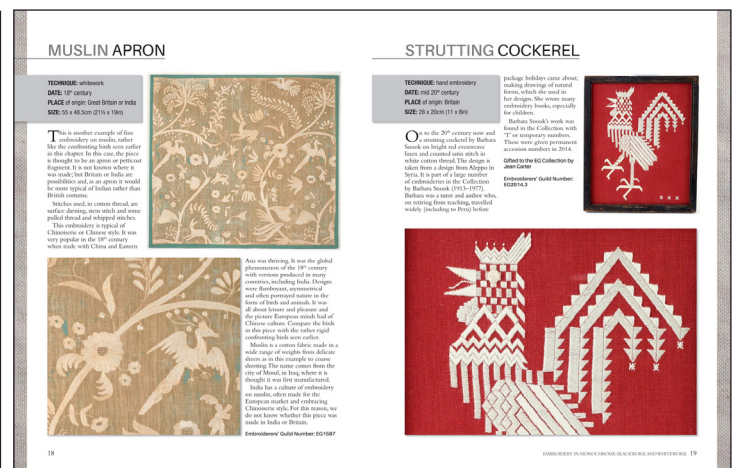 MUSLIN APRON
TECHNIQUE: whitework
DATE: 18th century
PLACE of origin: Great Britain or India
SIZE: 55 x 48.5cm (21½ x 19in)
This is another example of fine
embroidery on muslin, rather
like the confronting birds seen earlier
in this chapter. In this case, the piece
is thought to be an apron or petticoat
fragment. It is not known where it
was made; but Britain or India are
possibilities and, as an apron it would
be more typical of Indian rather than
British costume.
Stitches used, in cotton thread, are
surface darning, stem stitch and some
pulled thread and whipped stitches.
This embroidery is typical of
Chinoiserie or Chinese style. It was
very popular in the 18th century
when trade with China and Eastern
Asia was thriving. It was the global
phenomenon of the 18th century
with versions produced in many
countries, including India. Designs
were flamboyant, asymmetrical
and often portrayed nature in the
form of birds and animals. It was
all about leisure and pleasure and
the picture European minds had of
Chinese culture. Compare the birds
in this piece with the rather rigid
confronting birds seen earlier.
Muslin is a cotton fabric made in a
wide range of weights from delicate
sheers as in this example to coarse
sheeting. The name comes from the
city of Mosul, in Iraq, where it is
thought it was first manufactured.
India has a culture of embroidery
on muslin, often made for the
European market and embracing
Chinoiserie style. For this reason, we
do not know whether this piece was
made in India or Britain.
Embroiderers' Guild Number: EG1587
18
STRUTTING COCKEREL
TECHNIQUE: hand embroidery
DATE: mid 20th century
PLACE of origin: Britain
SIZE: 28 x 20cm (11 x 8in)
On to the 20th century now and
a strutting cockerel by Barbara
Snook on bright red evenweave
linen and counted satin stitch in
white cotton thread. The design is
taken from a design from Aleppo in
Syria. It is part of a large number
of embroideries in the Collection
by Barbara Snook (1913–1977).
Barbara was a tutor and author who,
on retiring from teaching, travelled
widely (including to Peru) before
package holidays came about;
making drawings of natural
forms, which she used in
her designs. She wrote many
embroidery books, especially
for children.
Barbara Snook's work was
found in the Collection with
'T' or temporary numbers.
These were given permanent
accession numbers in 2014.
Gifted to the EG Collection by
Jean Carter
Embroiderers' Guild Number:
EG2014.3
EMBROIDERY IN MONOCHROME BLACKWORK AND WHITEWORK 19